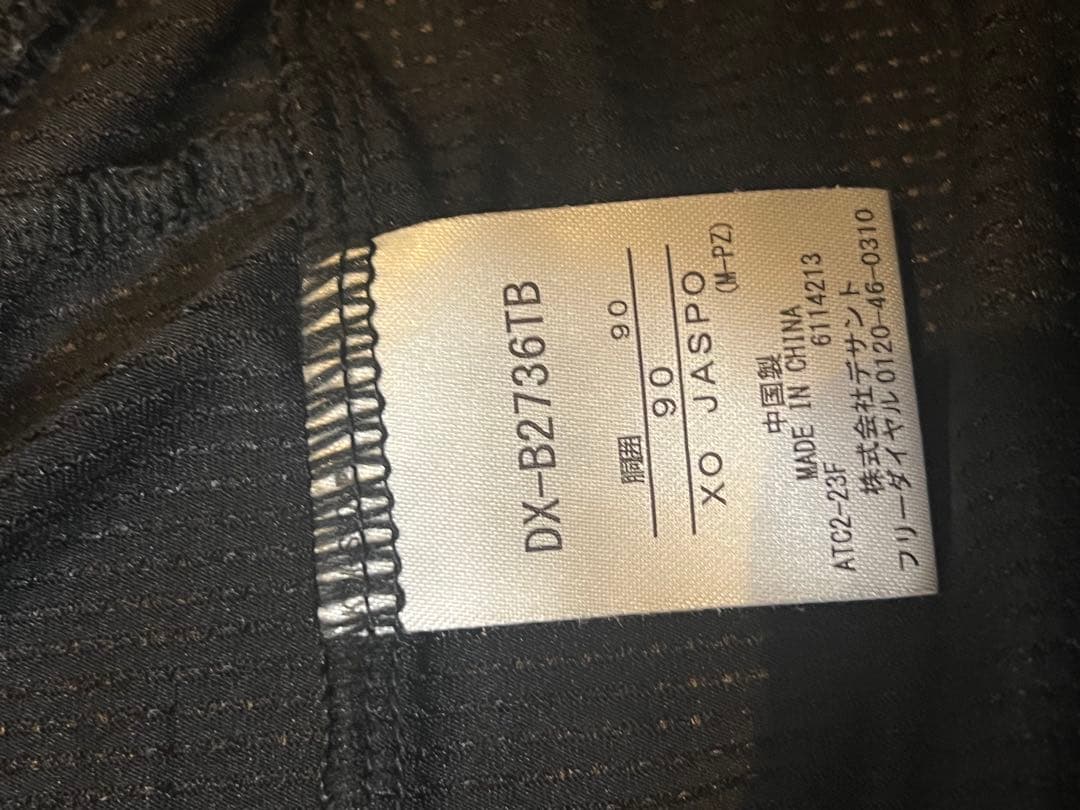 DX-B2736TB
胴囲 90
90
XO JASPO
(M-PZ)
中国製
MADE IN CHINA
ATC2-23F 6114213
株式会社デサント
フリーダイヤル0120-46-0310